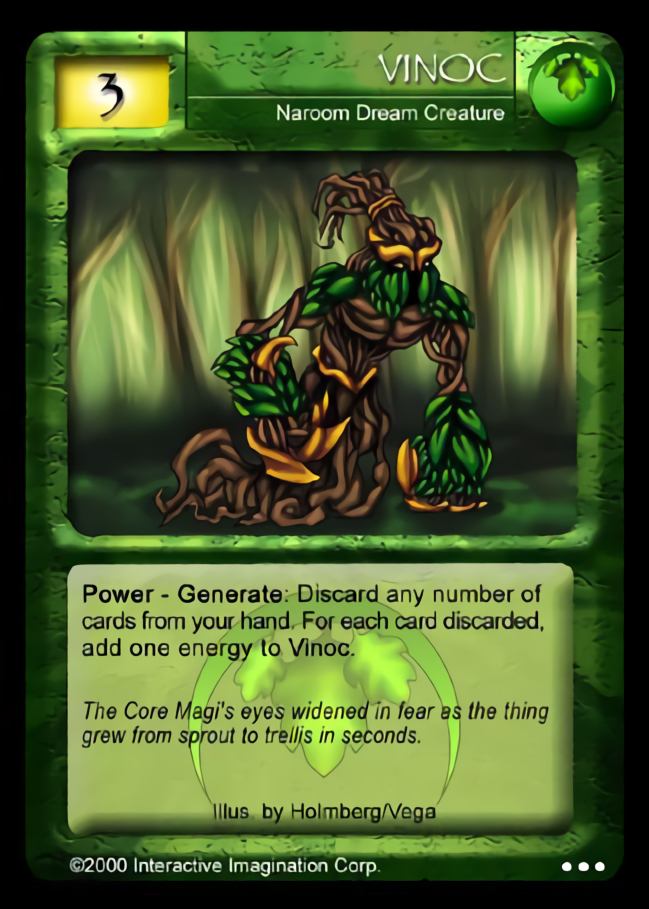 3
VINOC
Naroom Dream Creature
Power - Generate: Discard any number of
cards from your hand. For each card discarded,
add one energy to Vinoc.
The Core Magi's eyes widened in fear as the thing
grew from sprout to trellis in seconds.
Illus. by Holmberg/Vega
©2000 Interactive Imagination Corp.